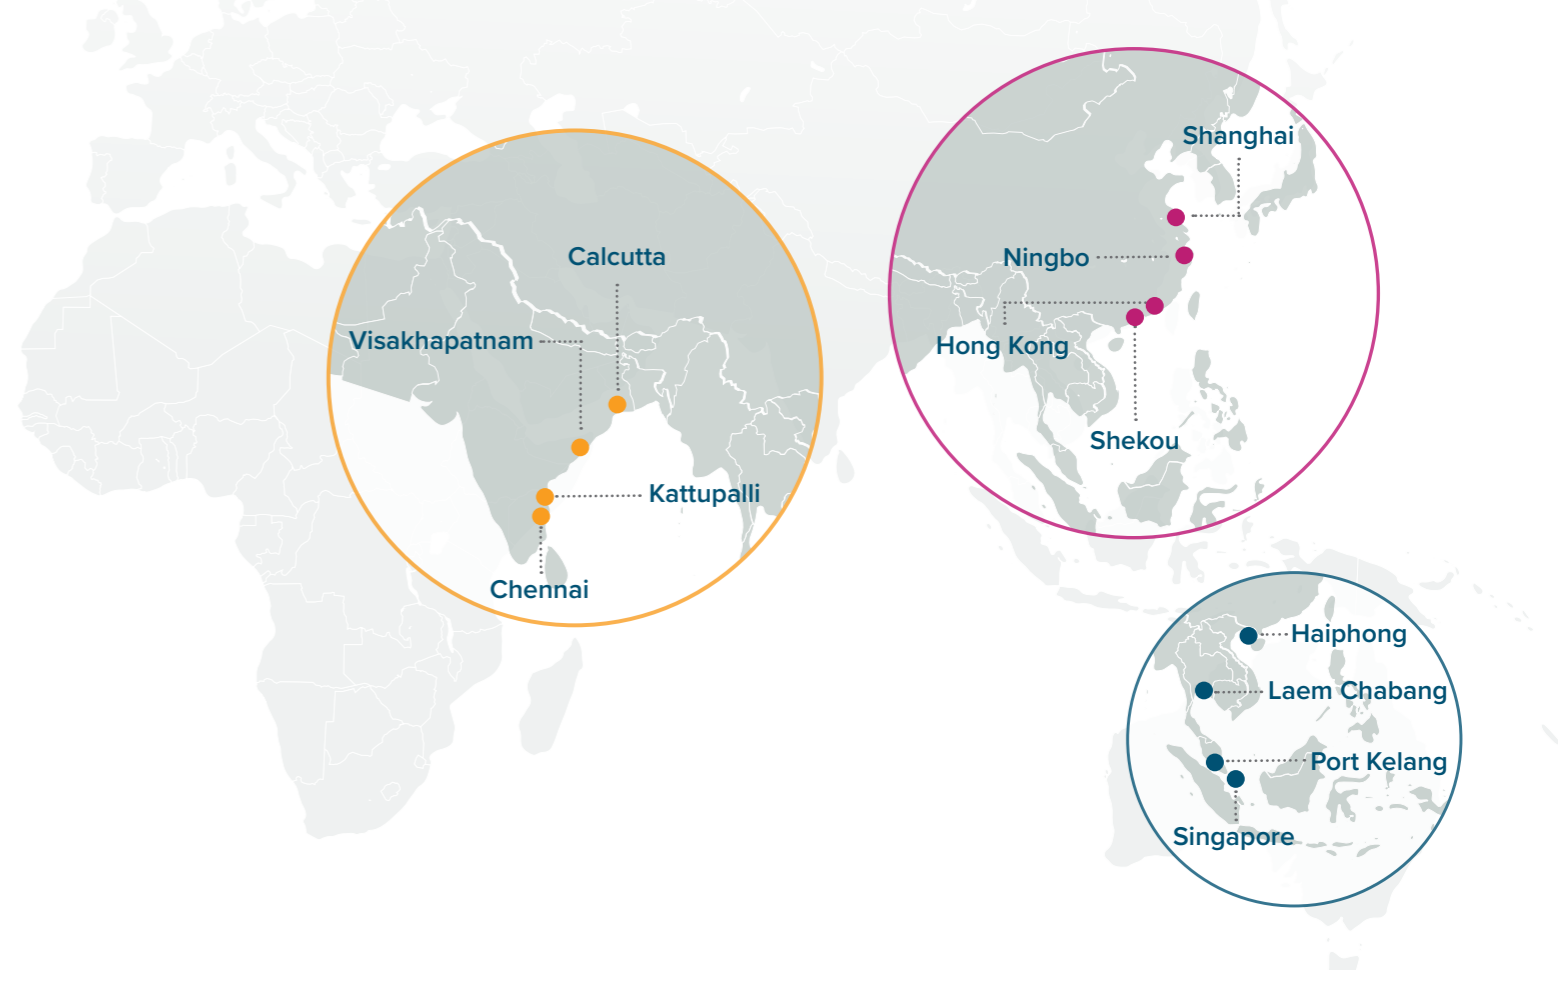 Calcutta
Visakhapatnam
Kattupalli
Chennai
Shanghai
Ningbo
Hong Kong
Shekou
Haiphong
Laem Chabang
Port Kelang
Singapore